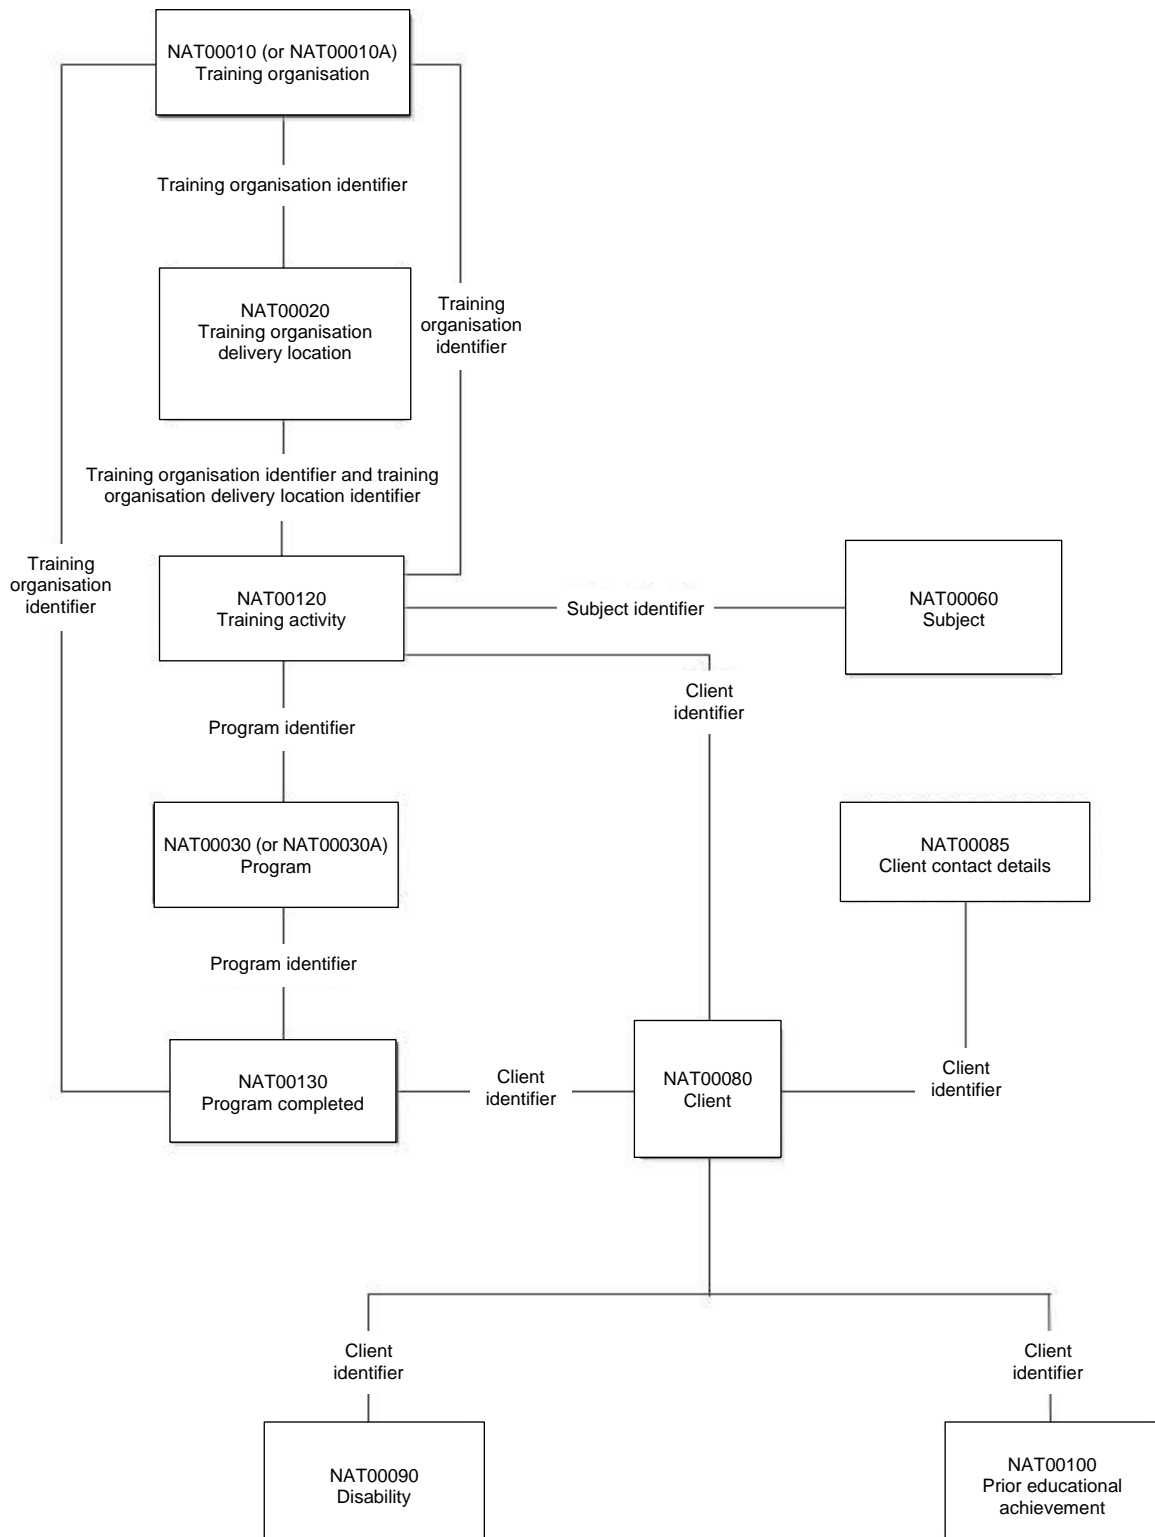 NAT00010 (or NAT00010A)
Training organisation
Training organisation identifier
NAT00020
Training organisation
delivery location
Training
organisation
identifier
Training organisation identifier and training
organisation delivery location identifier
Training
organisation
identifier
NAT00120
Training activity
Subject identifier
NAT00060
Subject
Client
identifier
Program identifier
NAT00030 (or NAT00030A)
Program
NAT00085
Client contact details
Program identifier
NAT00130
Program completed
Client
identifier
NAT00080
Client
Client
identifier
Client
identifier
Client
identifier
NAT00090
Disability
NAT00100
Prior educational
achievement